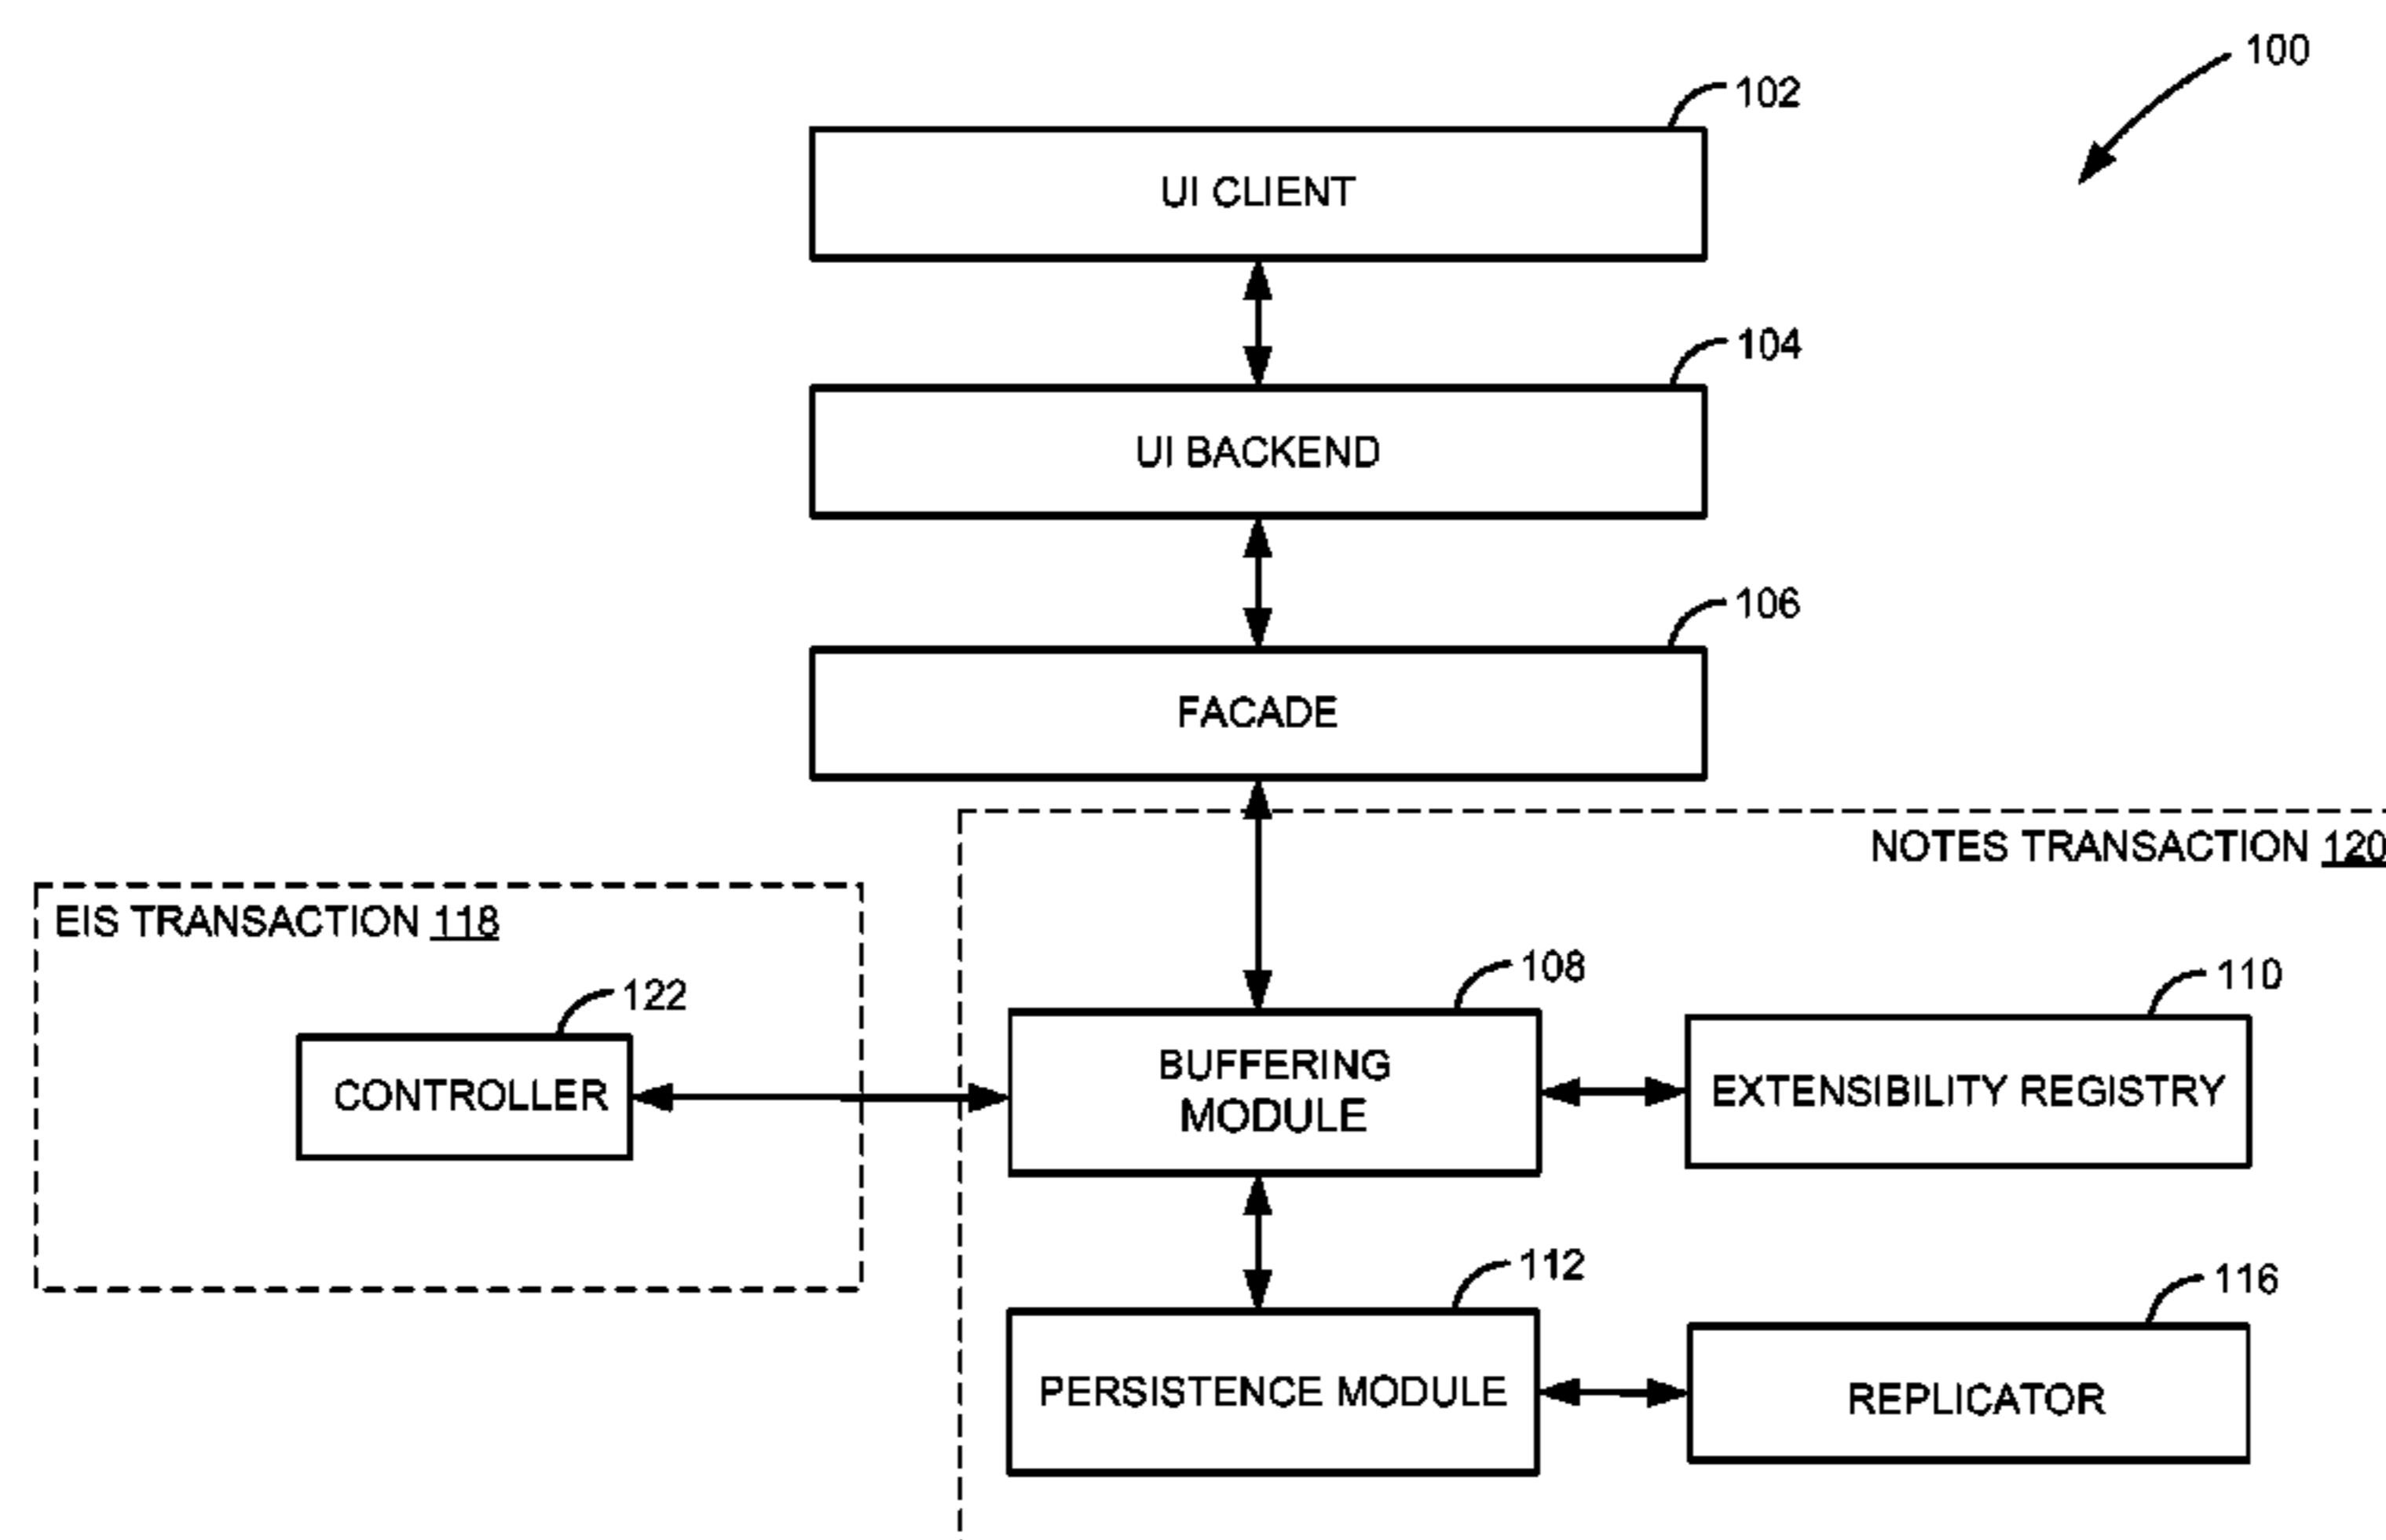 100
102
UI CLIENT
104
UI BACKEND
106
FACADE
NOTES TRANSACTION 120
EIS TRANSACTION 118
108
110
122
BUFFERING
MODULE
EXTENSIBILITY REGISTRY
CONTROLLER
112
116
PERSISTENCE MODULE
REPLICATOR